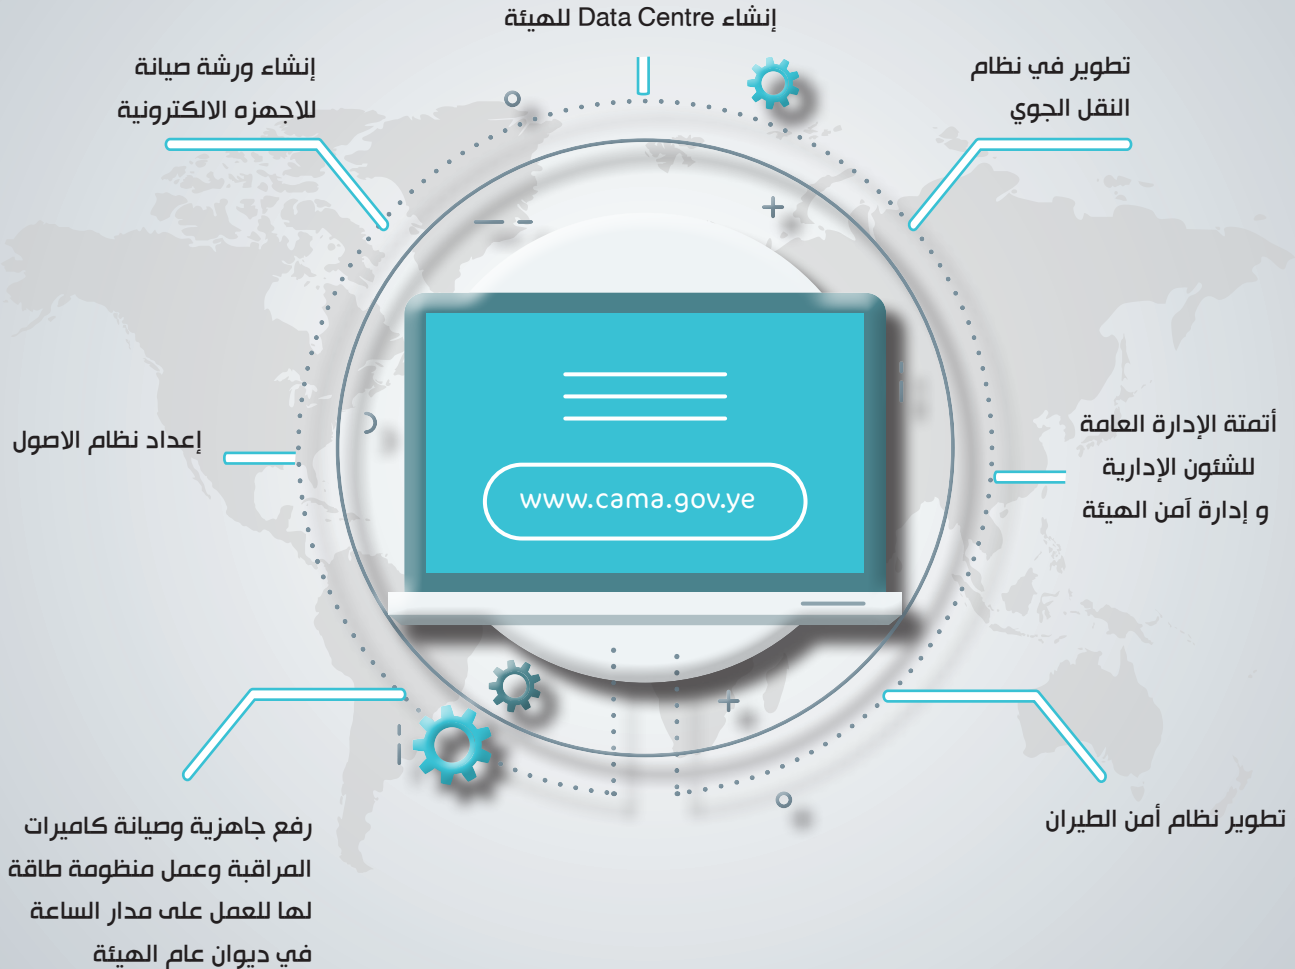 إنشاء Data Centre للهيئة
تطوير في نظام
النقل الجوي
إنشاء ورشة صيانة
للاجهزه الالكترونية
أتمتة الإدارة العامة
للشئون الإدارية
و إدارة آمن الهيئة
www.cama.gov.ye
إعداد نظام الاصول
تطوير نظام أمن الطيران
رفع جاهزية وصيانة كاميرات
المراقبة وعمل منظومة طاقة
لها للعمل على مدار الساعة
في ديوان عام الهيئة